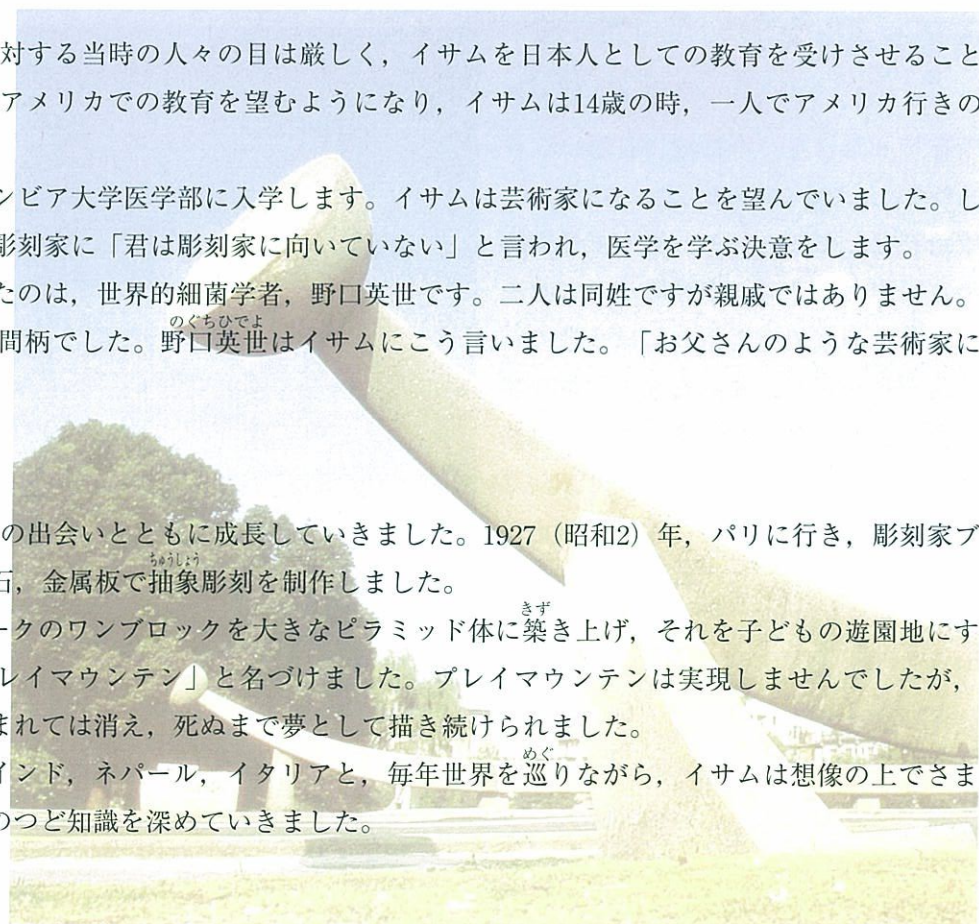 対する当時の人々の目は厳しく，イサムを日本人としての教育を受けさせること
アメリカでの教育を望むようになり，イサムは14歳の時，一人でアメリカ行きの
ンビア大学医学部に入学します。イサムは芸術家になることを望んでいました。し
彫刻家に「君は彫刻家に向いていない」と言われ，医学を学ぶ決意をします。
たのは，世界的細菌学者，野口英世です。二人は同姓ですが親戚ではありません。
のぐちひでよ
間柄でした。野口英世はイサムにこう言いました。「お父さんのような芸術家に
の出会いとともに成長していきました。1927（昭和2）年，パリに行き，彫刻家ブ
ちゅうしょう
石，金属板で抽象彫刻を制作しました。
きず
ークのワンブロックを大きなピラミッド体に築き上げ，それを子どもの遊園地にす
レイマウンテン」と名づけました。プレイマウンテンは実現しませんでしたが，
まれては消え，死ぬまで夢として描き続けられました。
めぐ
インド，ネパール，イタリアと，毎年世界を巡りながら，イサムは想像の上でさま
のつど知識を深めていきました。